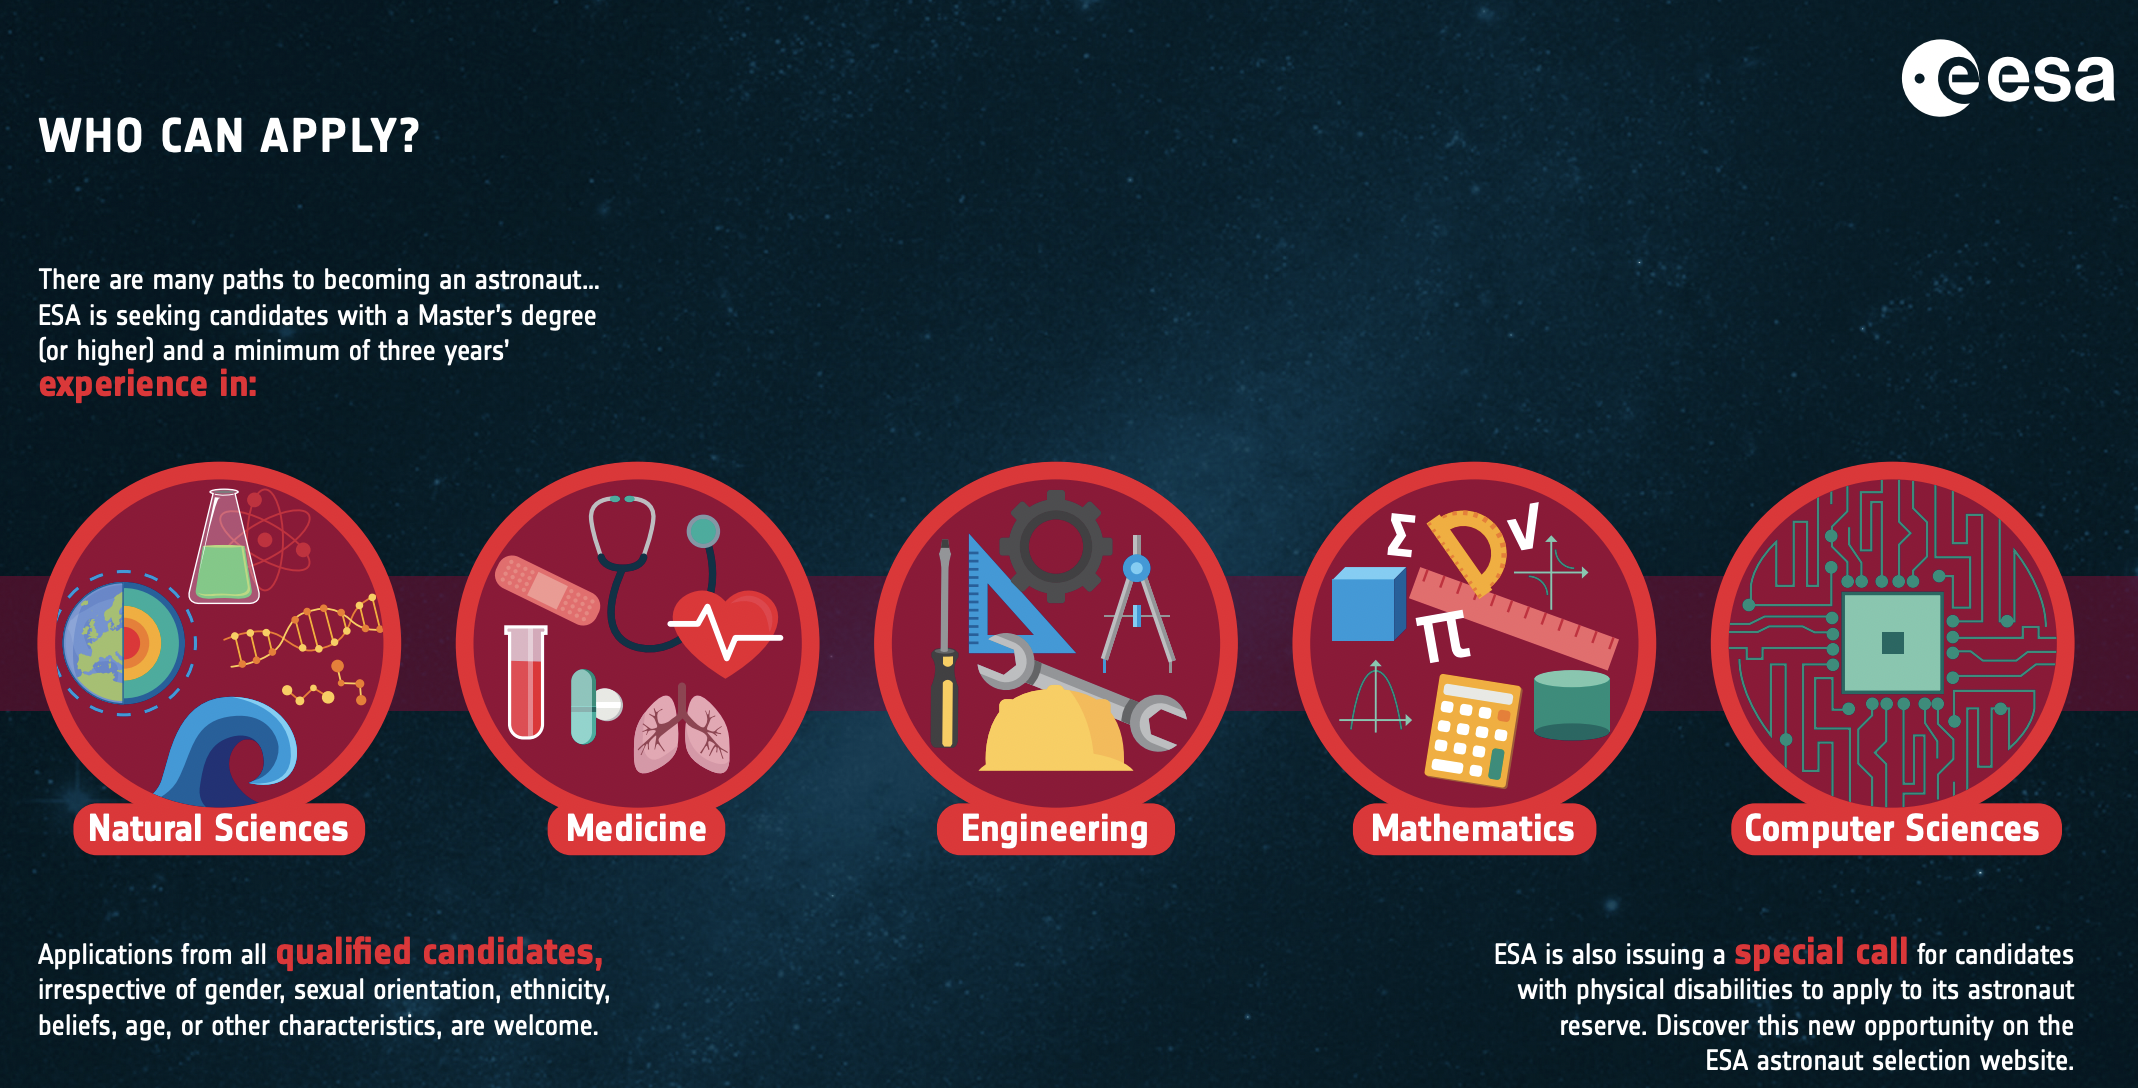 esa
WHO CAN APPLY?
There are many paths to becoming an astronaut...
ESA is seeking candidates with a Master's degree
(or higher) and a minimum of three years'
experience in:
Σ
√
π
Natural Sciences
Medicine
Engineering
Mathematics
Computer Sciences
Applications from all qualified candidates,
irrespective of gender, sexual orientation, ethnicity,
beliefs, age, or other characteristics, are welcome.
ESA is also issuing a special call for candidates
with physical disabilities to apply to its astronaut
reserve. Discover this new opportunity on the
ESA astronaut selection website.